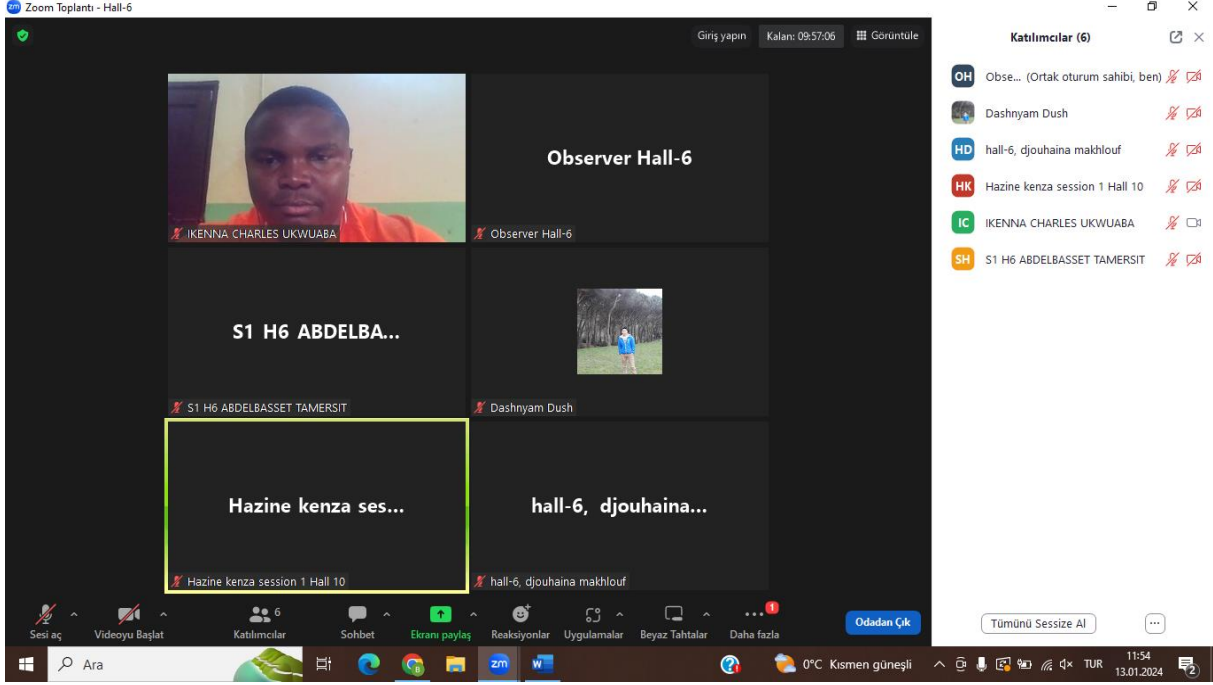 zm Zoom Toplantı - Hall-6
Giriş yapın Kalan: 09:57:06 Görüntüle
IKENNA CHARLES UKWUABA
Observer Hall-6
Observer Hall-6
S1 H6 ABDELBA...
S1 H6 ABDELBASSET TAMERSIT
Dashnyam Dush
Hazine kenza ses...
Hazine kenza session 1 Hall 10
hall-6, djouhaina...
hall-6, djouhaina makhlouf
Katılımcılar (6)
OH Obse... (Ortak oturum sahibi, ben)
Dashnyam Dush
HD hall-6, djouhaina makhlouf
HK Hazine kenza session 1 Hall 10
IC IKENNA CHARLES UKWUABA
SH S1 H6 ABDELBASSET TAMERSIT
Tümünü Sessize Al ...
Sesi aç Videoyu Başlat Katılımcılar 6 Sohbet Ekranı paylaş Reaksiyonlar Uygulamalar Beyaz Tahtalar Daha fazla 1 Odadan Çık
Ara zm W 0°C Kısmen güneşli TUR 11:54
13.01.2024 2